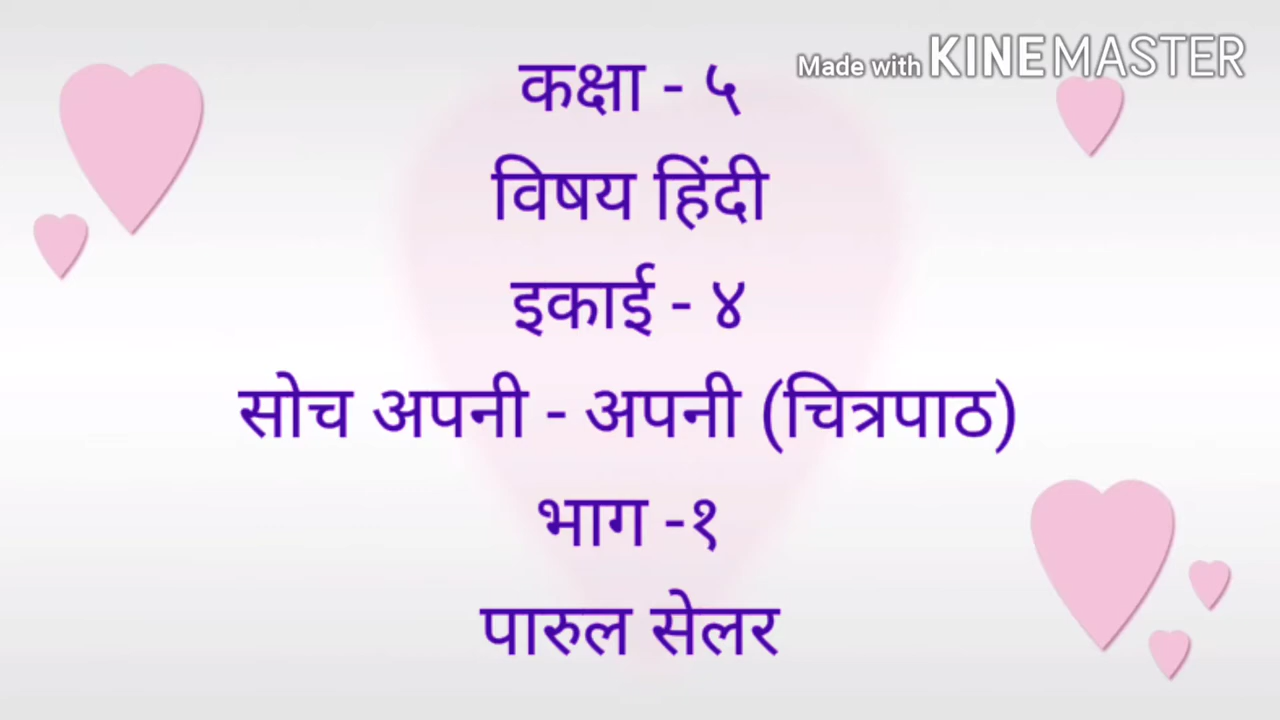 Made with KINEMASTER
कक्षा - ५
विषय हिंदी
इकाई - ४
सोच अपनी - अपनी (चित्रपाठ)
भाग -१
पारुल सेलर